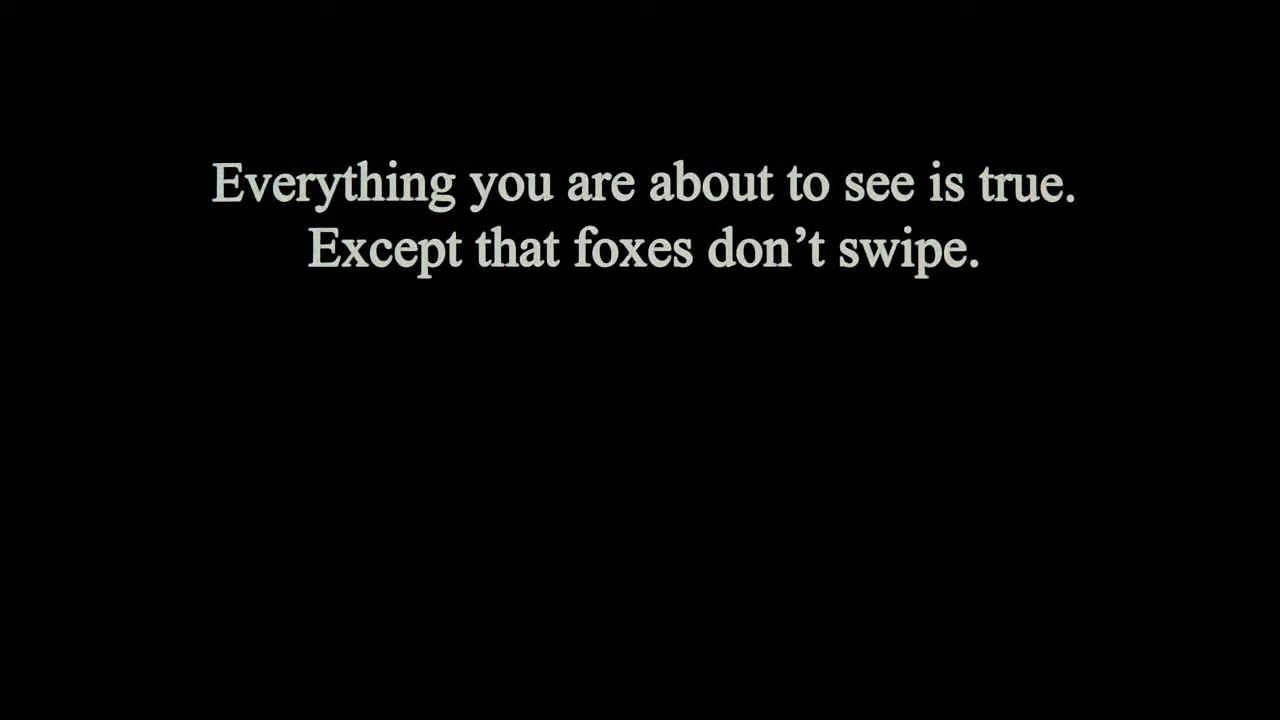 Everything you are about to see is true.
Except that foxes don’t swipe.